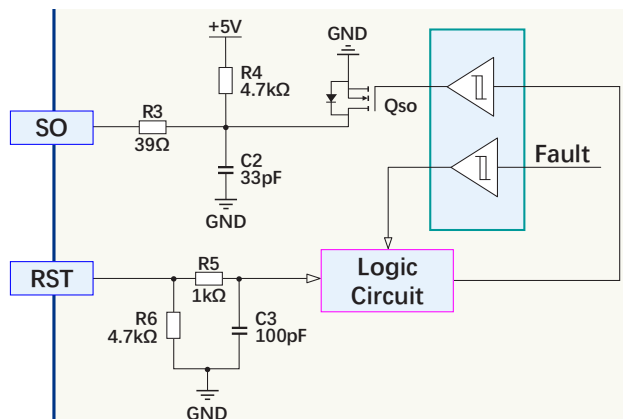 +5V
GND
R4
4.7kΩ
Qso
SO
R3
39Ω
C2
33pF
GND
Fault
RST
R5
1kΩ
Logic
Circuit
R6
4.7kΩ
C3
100pF
GND